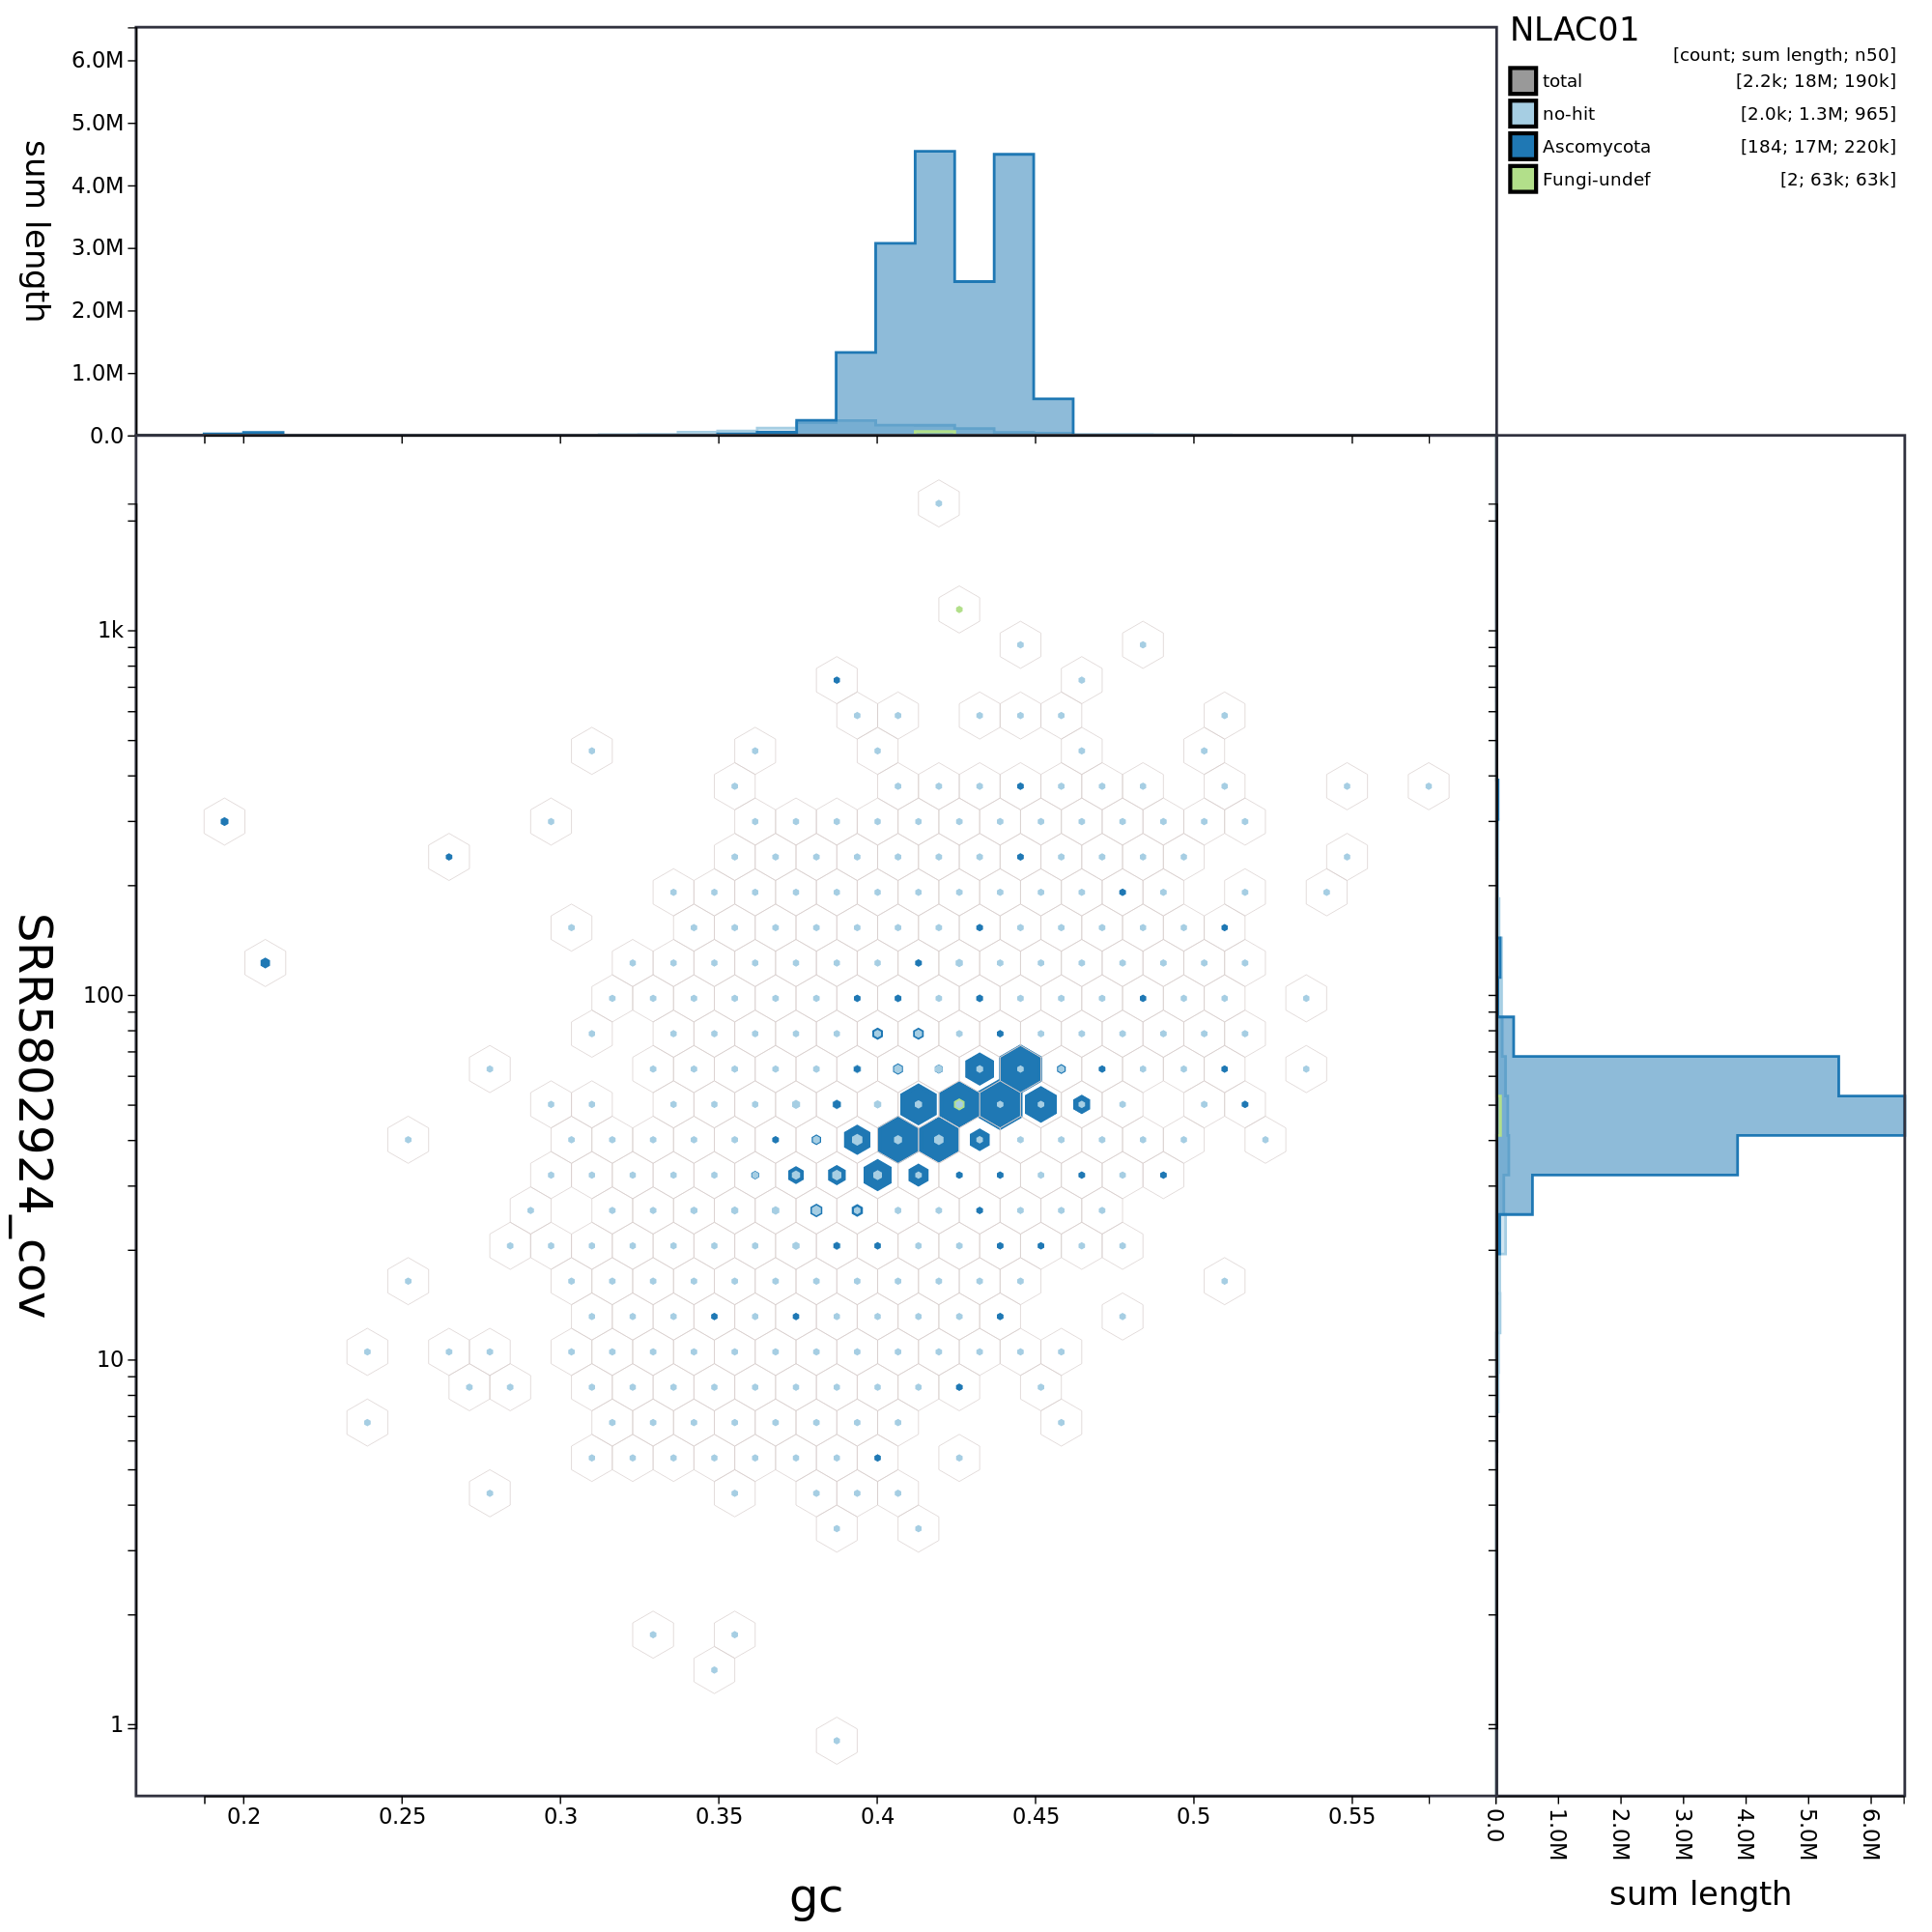 NLAC01
[count; sum length; n50]
total [2.2k; 18M; 190k]
no-hit [2.0k; 1.3M; 965]
Ascomycota [184; 17M; 220k]
Fungi-undef [2; 63k; 63k]
sum length
6.0M
5.0M
4.0M
3.0M
2.0M
1.0M
0.0
SRR5802924_cov
1k
100
10
1
0.2 0.25 0.3 0.35 0.4 0.45 0.5 0.55
gc
0.0 1.0M 2.0M 3.0M 4.0M 5.0M 6.0M
sum length